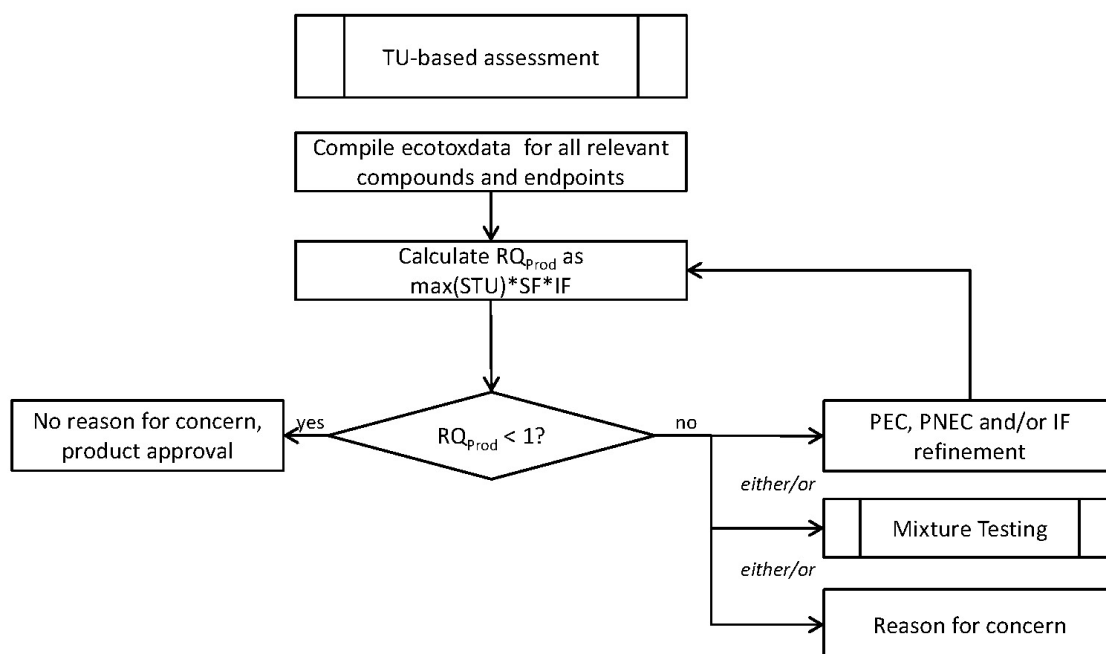 TU-based assessment
Compile ecotoxdata for all relevant
compounds and endpoints
Calculate RQProd as
max(STU)*SF*IF
No reason for concern,
product approval
yes
RQProd < 1?
no
PEC, PNEC and/or IF
refinement
either/or
Mixture Testing
either/or
Reason for concern